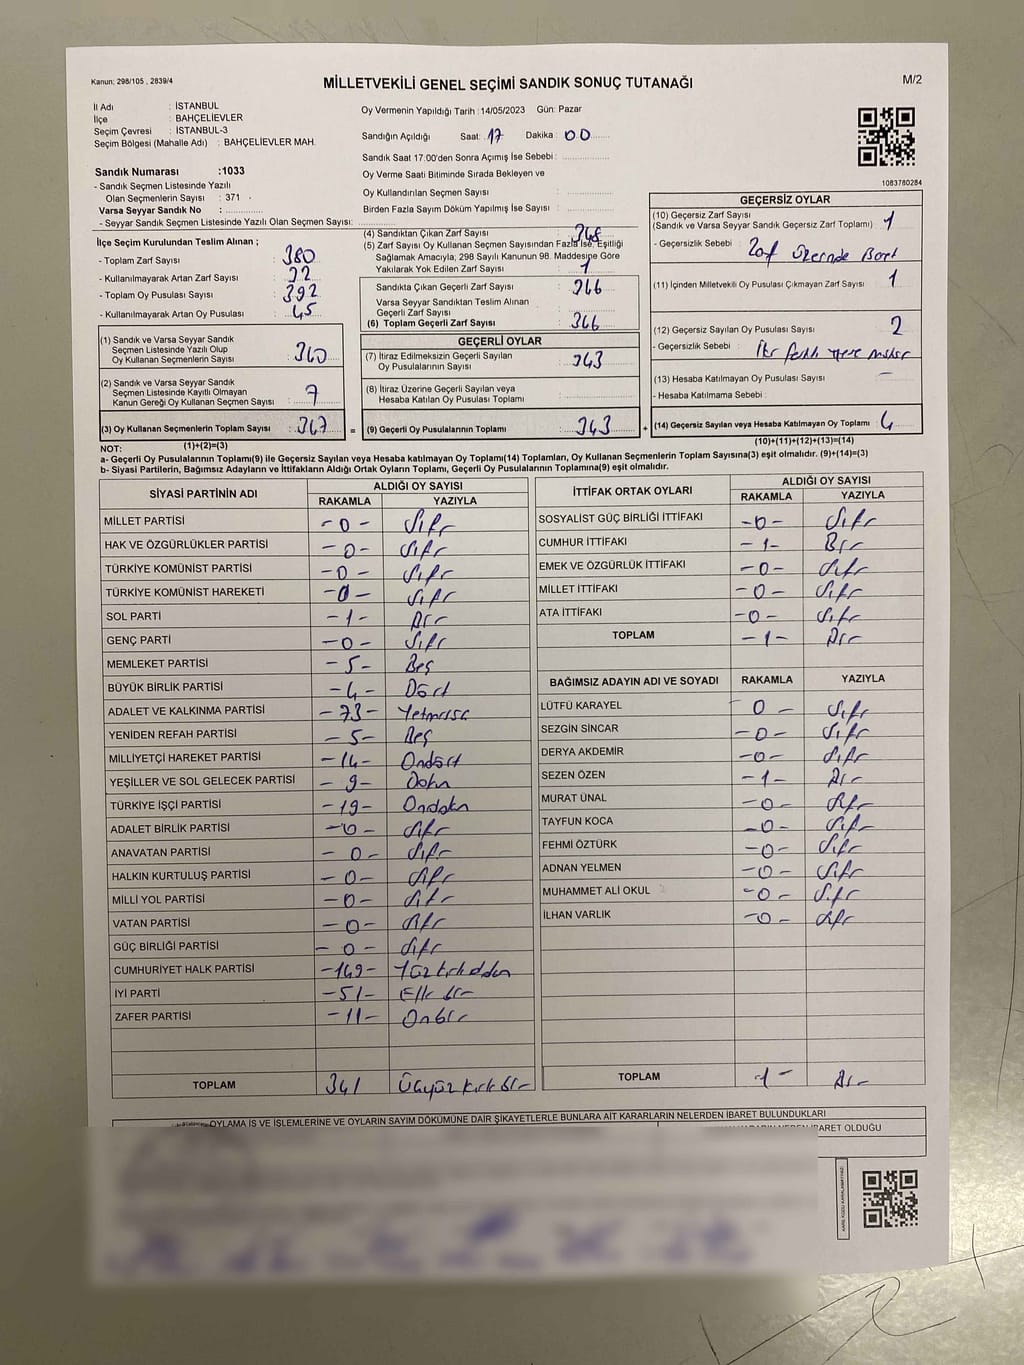 Kanun: 298/105 , 2839/4
MİLLETVEKİLİ GENEL SEÇİMİ SANDIK SONUÇ TUTANAĞI
M/2
İl Adı : İSTANBUL
İlçe : BAHÇELİEVLER
Seçim Çevresi : İSTANBUL-3
Seçim Bölgesi (Mahalle Adı) : BAHÇELİEVLER MAH.
Sandık Numarası :1033
- Sandık Seçmen Listesinde Yazılı
Olan Seçmenlerin Sayısı : 371
Varsa Seyyar Sandık No :
- Seyyar Sandık Seçmen Listesinde Yazılı Olan Seçmen Sayısı:
İlçe Seçim Kurulundan Teslim Alınan ;
- Toplam Zarf Sayısı : 380
- Kullanılmayarak Artan Zarf Sayısı :
- Toplam Oy Pusulası Sayısı : 392
- Kullanılmayarak Artan Oy Pusulası : 45
(1) Sandık ve Varsa Seyyar Sandık
Seçmen Listesinde Yazılı Olup
Oy Kullanan Seçmenlerin Sayısı : 360
(2) Sandık ve Varsa Seyyar Sandık
Seçmen Listesinde Kayıtlı Olmayan
Kanun Gereği Oy Kullanan Seçmen Sayısı : 7
(3) Oy Kullanan Seçmenlerin Toplam Sayısı : 367 =
Oy Vermenin Yapıldığı Tarih : 14/05/2023 Gün: Pazar
Sandığın Açıldığı Saat: 17 Dakika : 00
Sandık Saat 17:00'den Sonra Açımış İse Sebebi :
Oy Verme Saati Bitiminde Sırada Bekleyen ve
Oy Kullandırılan Seçmen Sayısı :
Birden Fazla Sayım Döküm Yapılmış İse Sayısı :
(4) Sandıktan Çıkan Zarf Sayısı : 368
(5) Zarf Sayısı Oy Kullanan Seçmen Sayısından Fazla İse, Eşitliği
Sağlamak Amacıyla; 298 Sayılı Kanunun 98. Maddesine Göre
Yakılarak Yok Edilen Zarf Sayısı : 1
Sandıkta Çıkan Geçerli Zarf Sayısı : 366
Varsa Seyyar Sandıktan Teslim Alınan
Geçerli Zarf Sayısı :
(6) Toplam Geçerli Zarf Sayısı : 366
GEÇERLİ OYLAR
(7) İtiraz Edilmeksizin Geçerli Sayılan
Oy Pusulalarının Sayısı : 363
(8) İtiraz Üzerine Geçerli Sayılan veya
Hesaba Katılan Oy Pusulası Toplamı :
(9) Geçerli Oy Pusulalarının Toplamı : 363 +
1083780284
GEÇERSİZ OYLAR
(10) Geçersiz Zarf Sayısı
(Sandık ve Varsa Seyyar Sandık Geçersiz Zarf Toplamı) : 1
- Geçersizlik Sebebi : Zarf üzerinde
(11) İçinden Milletvekili Oy Pusulası Çıkmayan Zarf Sayısı : 1
(12) Geçersiz Sayılan Oy Pusulası Sayısı : 2
- Geçersizlik Sebebi : İki farklı yere mühür
(13) Hesaba Katılmayan Oy Pusulası Sayısı : -
- Hesaba Katılmama Sebebi :
(14) Geçersiz Sayılan veya Hesaba Katılmayan Oy Toplamı : 4
NOT: (1)+(2)=(3) (10)+(11)+(12)+(13)=(14)
a- Geçerli Oy Pusulalarının Toplamı(9) ile Geçersiz Sayılan veya Hesaba Katılmayan Oy Toplamı(14) Toplamları, Oy Kullanan Seçmenlerin Toplam Sayısına(3) eşit olmalıdır. (9)+(14)=(3)
b- Siyasi Partilerin, Bağımsız Adayların ve İttifakların Aldığı Ortak Oyların Toplamı, Geçerli Oy Pusulalarının Toplamına(9) eşit olmalıdır.
SİYASİ PARTİNİN ADI ALDIĞI OY SAYISI
RAKAMLA YAZIYLA
MİLLET PARTİSİ -0- Sıfır
HAK VE ÖZGÜRLÜKLER PARTİSİ -0- Sıfır
TÜRKİYE KOMÜNİST PARTİSİ -0- Sıfır
TÜRKİYE KOMÜNİST HAREKETİ -0- Sıfır
SOL PARTİ -1- Bir
GENÇ PARTİ -0- Sıfır
MEMLEKET PARTİSİ -5- Beş
BÜYÜK BİRLİK PARTİSİ -4- Dört
ADALET VE KALKINMA PARTİSİ -73- Yetmişüç
YENİDEN REFAH PARTİSİ -5- Beş
MİLLİYETÇİ HAREKET PARTİSİ -14- Ondört
YEŞİLLER VE SOL GELECEK PARTİSİ - 9- Dokuz
TÜRKİYE İŞÇİ PARTİSİ -19- Ondokuz
ADALET BİRLİK PARTİSİ -0- Sıfır
ANAVATAN PARTİSİ - 0- Sıfır
HALKIN KURTULUŞ PARTİSİ -0- Sıfır
MİLLİ YOL PARTİSİ -0- Sıfır
VATAN PARTİSİ -0- Sıfır
GÜÇ BİRLİĞİ PARTİSİ - 0- Sıfır
CUMHURİYET HALK PARTİSİ -169- Yüz
İYİ PARTİ -51- Elli bir
ZAFER PARTİSİ -11- Onbir
TOPLAM 361
İTTİFAK ORTAK OYLARI ALDIĞI OY SAYISI
RAKAMLA YAZIYLA
SOSYALİST GÜÇ BİRLİĞİ İTTİFAKI -0- Sıfır
CUMHUR İTTİFAKI -1- Bir
EMEK VE ÖZGÜRLÜK İTTİFAKI -0- Sıfır
MİLLET İTTİFAKI -0- Sıfır
ATA İTTİFAKI -0- Sıfır
TOPLAM -1- Bir
BAĞIMSIZ ADAYIN ADI VE SOYADI RAKAMLA YAZIYLA
LÜTFÜ KARAYEL - 0 - Sıfır
SEZGİN SİNCAR -0- Sıfır
DERYA AKDEMİR -0- Sıfır
SEZEN ÖZEN -1- Bir
MURAT ÜNAL -0- Sıfır
TAYFUN KOCA -0- Sıfır
FEHMİ ÖZTÜRK -0- Sıfır
ADNAN YELMEN -0- Sıfır
MUHAMMET ALİ OKUL -0- Sıfır
İLHAN VARLIK -0- Sıfır
TOPLAM -1- Bir
OYLAMA İŞ VE İŞLEMLERİNE VE OYLARIN SAYIM DÖKÜMÜNE DAİR ŞİKAYETLERLE BUNLARA AİT KARARLARIN NELERDEN İBARET BULUNDUKLARI
İBARET OLDUĞU